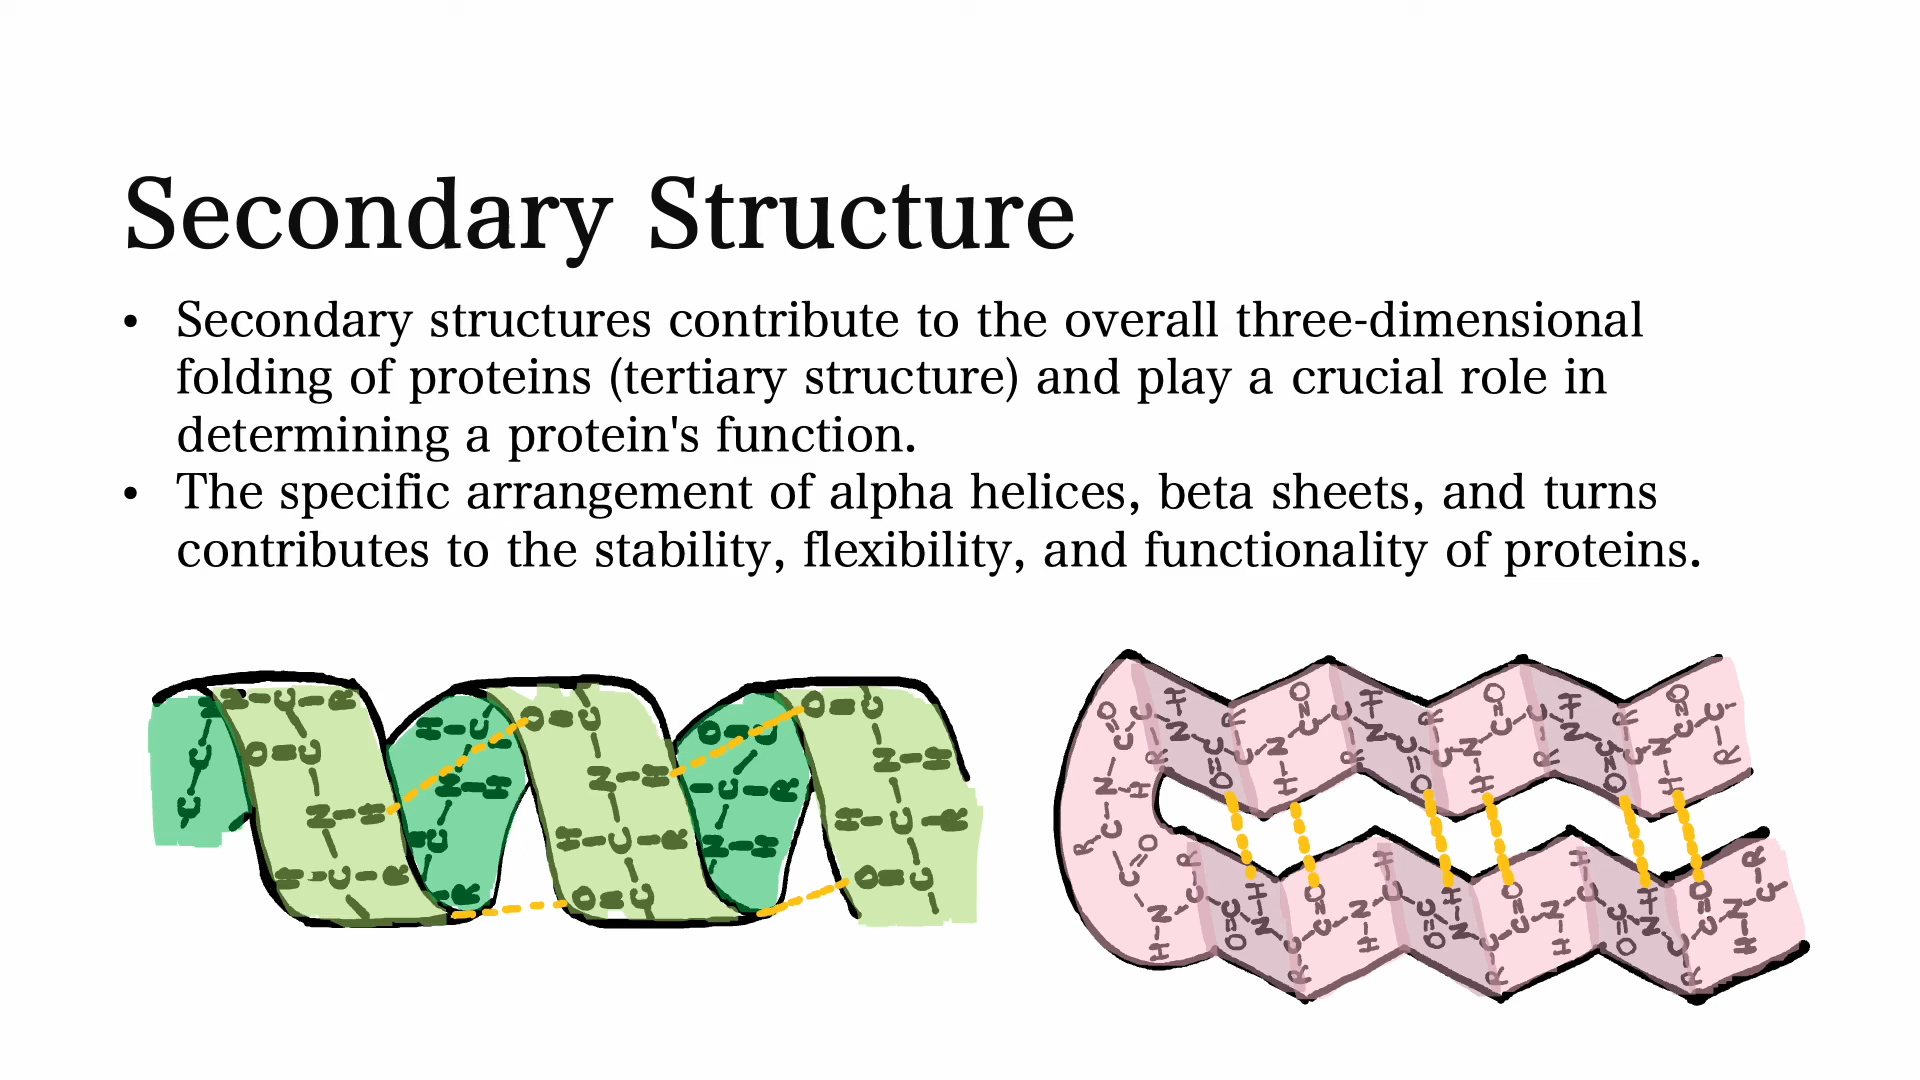 Secondary Structure
• Secondary structures contribute to the overall three-dimensional
folding of proteins (tertiary structure) and play a crucial role in
determining a protein's function.
• The specific arrangement of alpha helices, beta sheets, and turns
contributes to the stability, flexibility, and functionality of proteins.